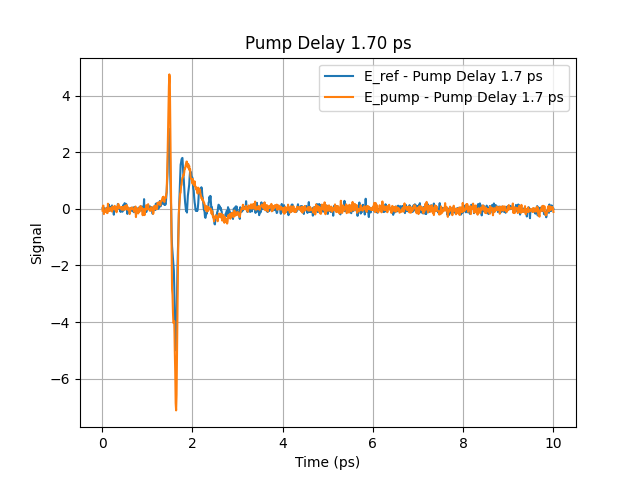 Pump Delay 1.70 ps
E_ref - Pump Delay 1.7 ps
E_pump - Pump Delay 1.7 ps
4
2
0
−2
−4
−6
Signal
0 2 4 6 8 10
Time (ps)